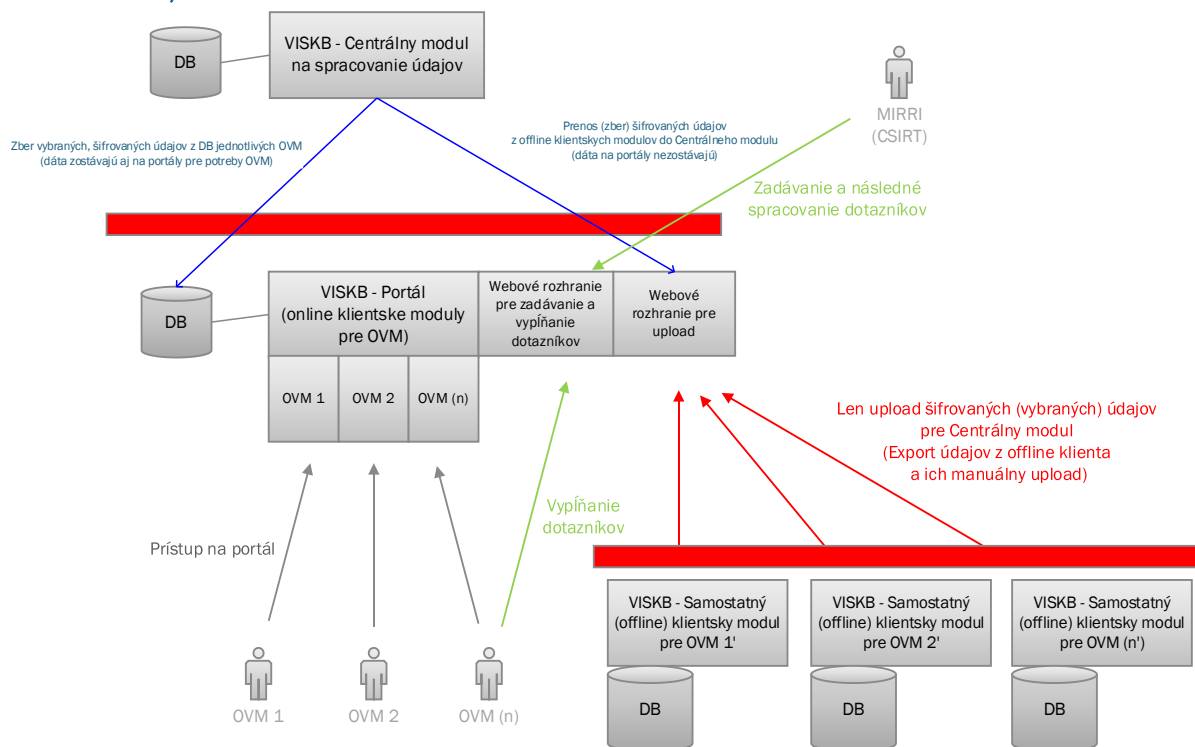 VISKB - Centrálny modul
na spracovanie údajov
DB
MIRRI
(CSIRT)
Zber vybraných, šifrovaných údajov z DB jednotlivých OVM
(dáta zostávajú aj na portály pre potreby OVM)
Prenos (zber) šifrovaných údajov
z offline klientskych modulov do Centrálneho modulu
(dáta na portály nezostávajú)
Zadávanie a následné
spracovanie dotazníkov
DB
VISKB - Portál
(online klientske moduly
pre OVM)
Webové rozhranie
pre zadávanie a
vypĺňanie
dotazníkov
Webové
rozhranie pre
upload
OVM 1
OVM 2
OVM (n)
Len upload šifrovaných (vybraných) údajov
pre Centrálny modul
(Export údajov z offline klienta
a ich manuálny upload)
Vypĺňanie
dotazníkov
Prístup na portál
VISKB - Samostatný
(offline) klientsky modul
pre OVM 1'
VISKB - Samostatný
(offline) klientsky modul
pre OVM 2'
VISKB - Samostatný
(offline) klientsky modul
pre OVM (n')
DB
DB
DB
OVM 1
OVM 2
OVM (n)